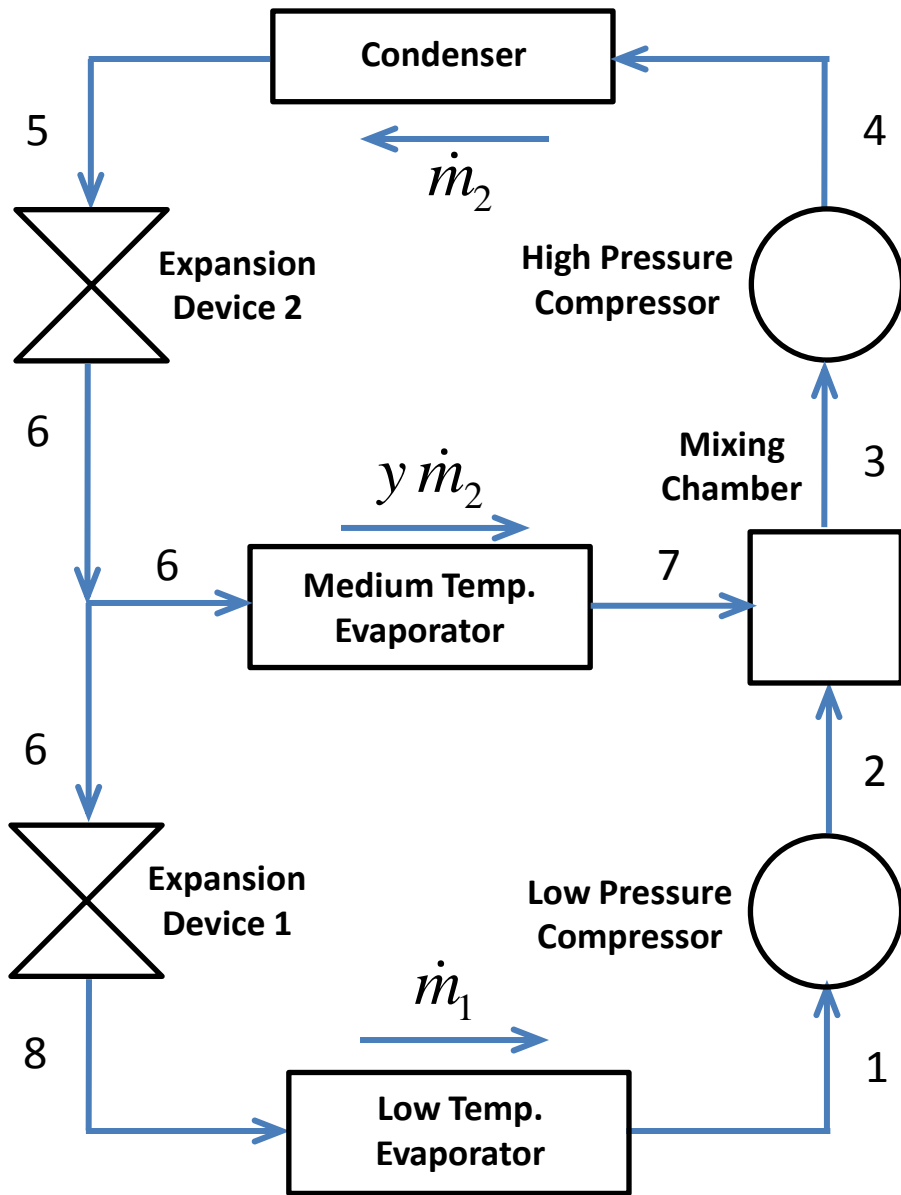 Condenser
5
4
ṁ₂
Expansion
Device 2
High Pressure
Compressor
6
Mixing
Chamber
3
y ṁ₂
6
7
Medium Temp.
Evaporator
6
2
Expansion
Device 1
Low Pressure
Compressor
ṁ₁
8
1
Low Temp.
Evaporator